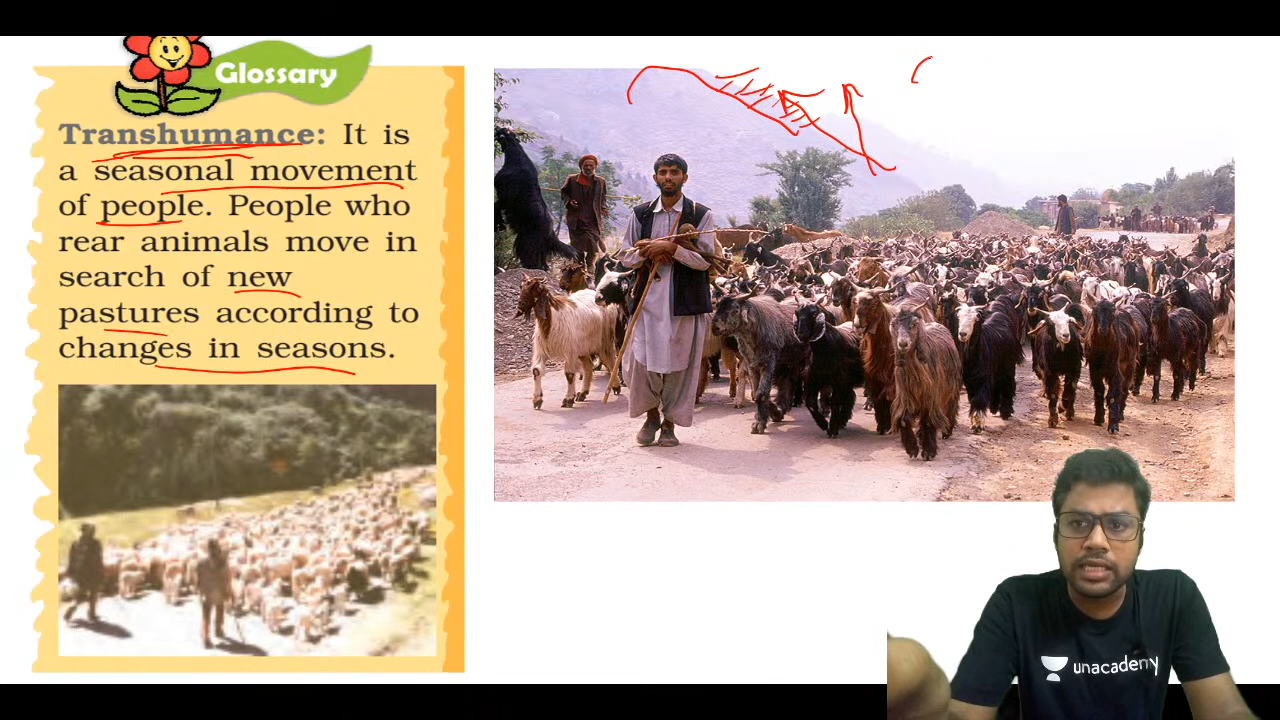 Glossary
Transhumance: It is
a seasonal movement
of people. People who
rear animals move in
search of new
pastures according to
changes in seasons.
unacademy